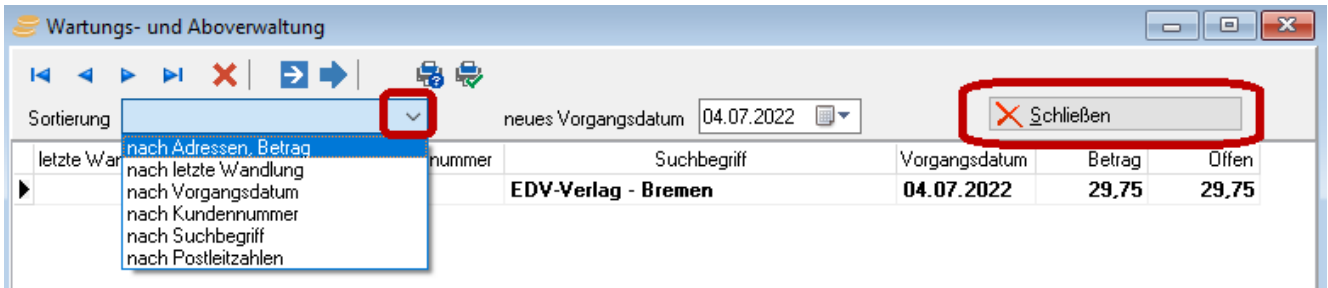 Wartungs- und Aboverwaltung
Sortierung
neues Vorgangsdatum 04.07.2022
Schließen
nach Adressen, Betrag
nach letzte Wandlung
nach Vorgangsdatum
nach Kundennummer
nach Suchbegriff
nach Postleitzahlen
letzte War nummer Suchbegriff Vorgangsdatum Betrag Offen
EDV-Verlag - Bremen 04.07.2022 29,75 29,75